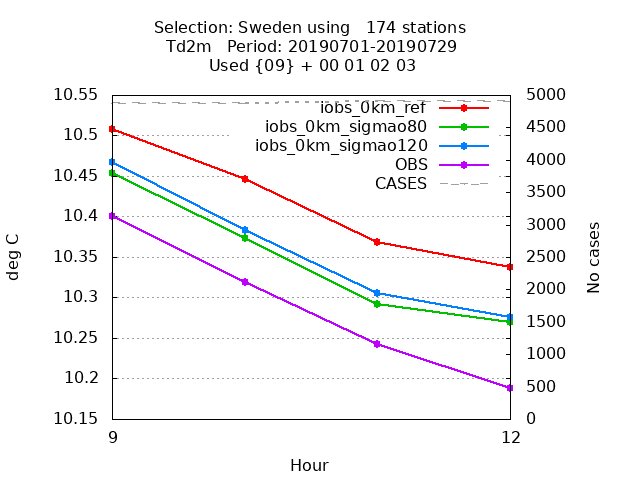 Selection: Sweden using   174 stations
Td2m   Period: 20190701-20190729
Used {09} + 00 01 02 03
10.55
10.5
10.45
10.4
10.35
10.3
10.25
10.2
10.15
deg C
iobs_0km_ref
iobs_0km_sigmao80
iobs_0km_sigmao120
OBS
CASES
5000
4500
4000
3500
3000
2500
2000
1500
1000
500
0
No cases
9
12
Hour